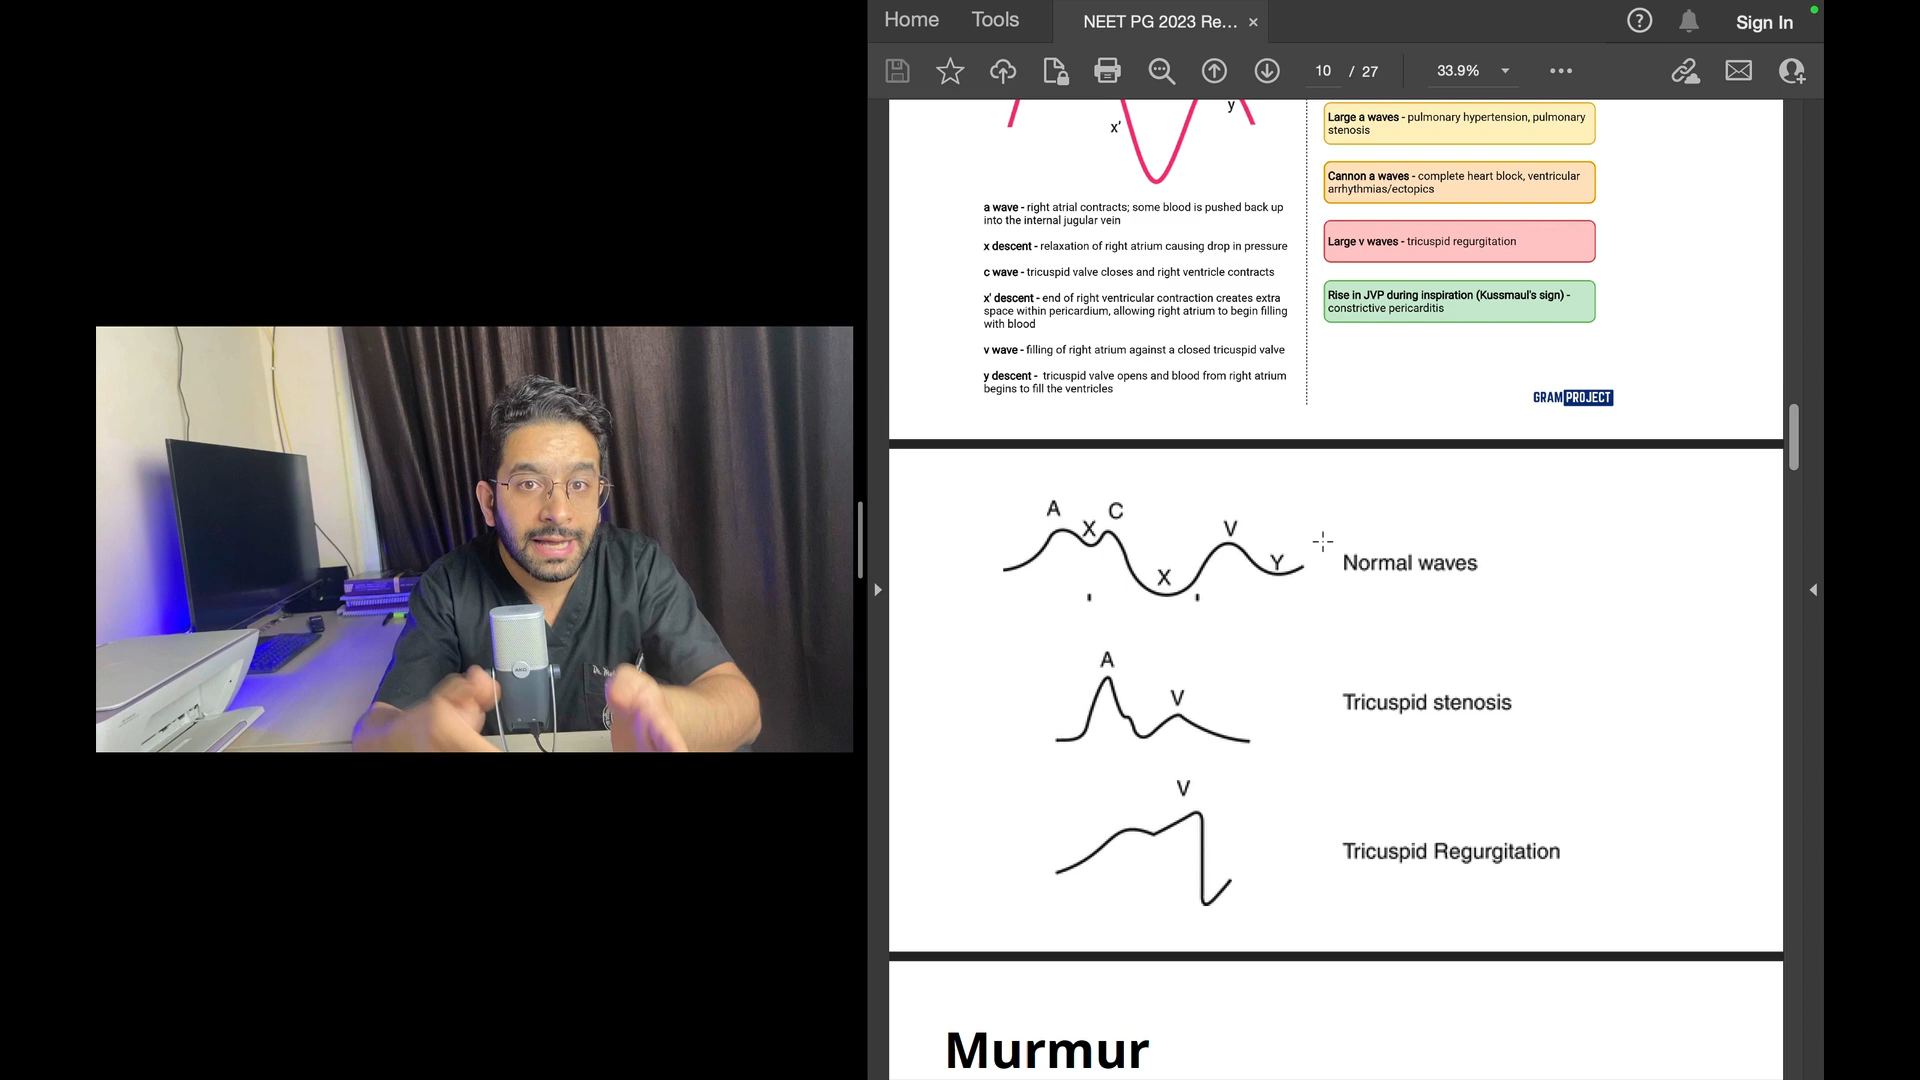 Home Tools NEET PG 2023 Re... × Sign In
10 / 27 33.9%
y
x'
Large a waves - pulmonary hypertension, pulmonary
stenosis
Cannon a waves - complete heart block, ventricular
arrhythmias/ectopics
Large v waves - tricuspid regurgitation
Rise in JVP during inspiration (Kussmaul's sign) -
constrictive pericarditis
a wave - right atrial contracts; some blood is pushed back up
into the internal jugular vein
x descent - relaxation of right atrium causing drop in pressure
c wave - tricuspid valve closes and right ventricle contracts
x' descent - end of right ventricular contraction creates extra
space within pericardium, allowing right atrium to begin filling
with blood
v wave - filling of right atrium against a closed tricuspid valve
y descent - tricuspid valve opens and blood from right atrium
begins to fill the ventricles
GRAMPROJECT
A X C X V Y
Normal waves
A V
Tricuspid stenosis
V
Tricuspid Regurgitation
Murmur
AKG
Dr.